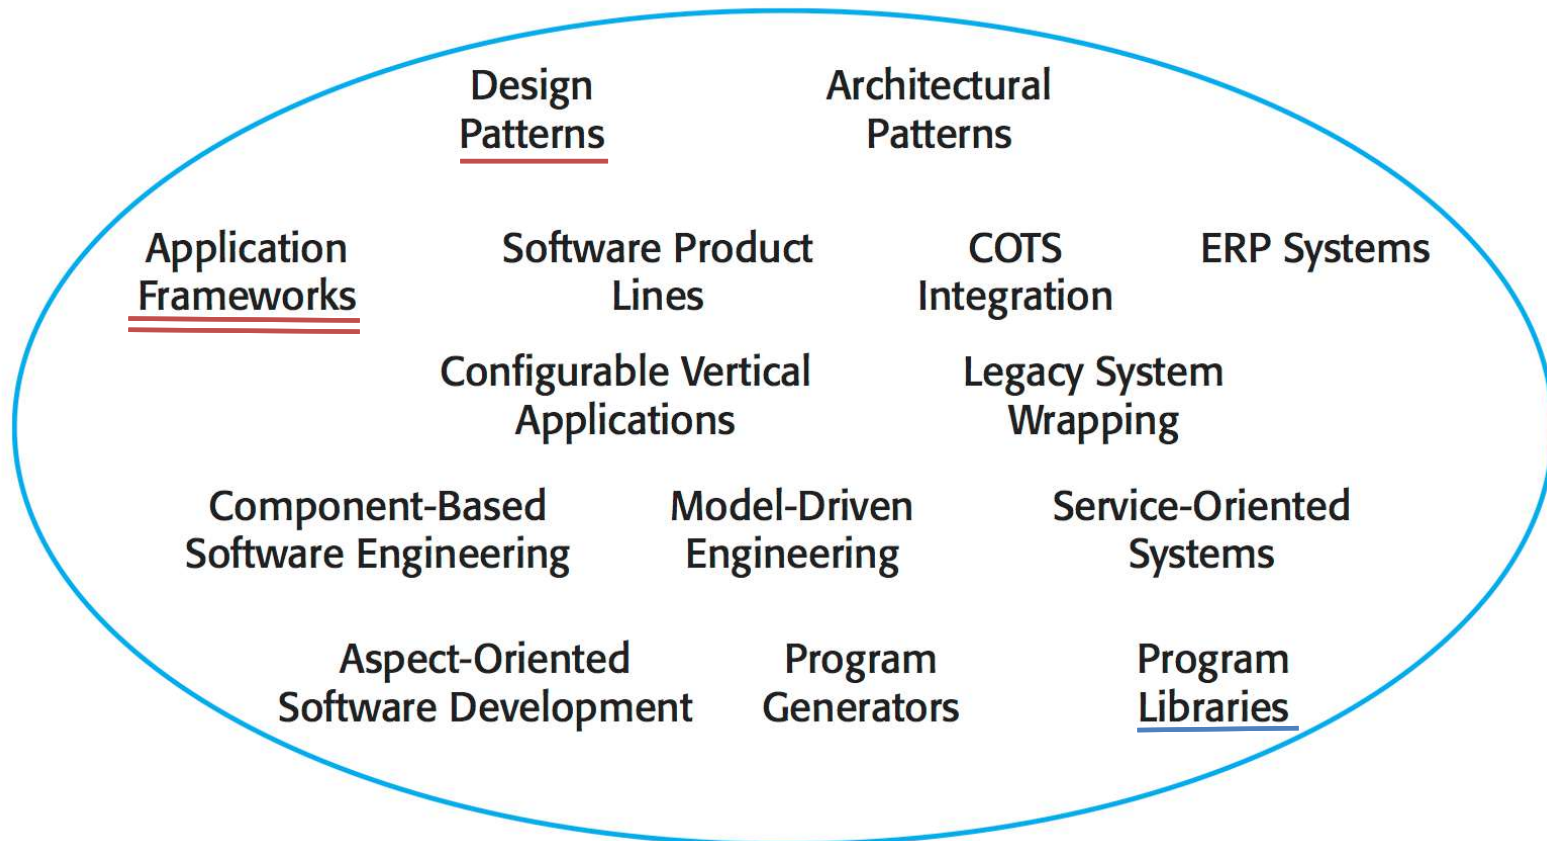 Design
Patterns
Architectural
Patterns
Application
Frameworks
Software Product
Lines
COTS
Integration
ERP Systems
Configurable Vertical
Applications
Legacy System
Wrapping
Component-Based
Software Engineering
Model-Driven
Engineering
Service-Oriented
Systems
Aspect-Oriented
Software Development
Program
Generators
Program
Libraries